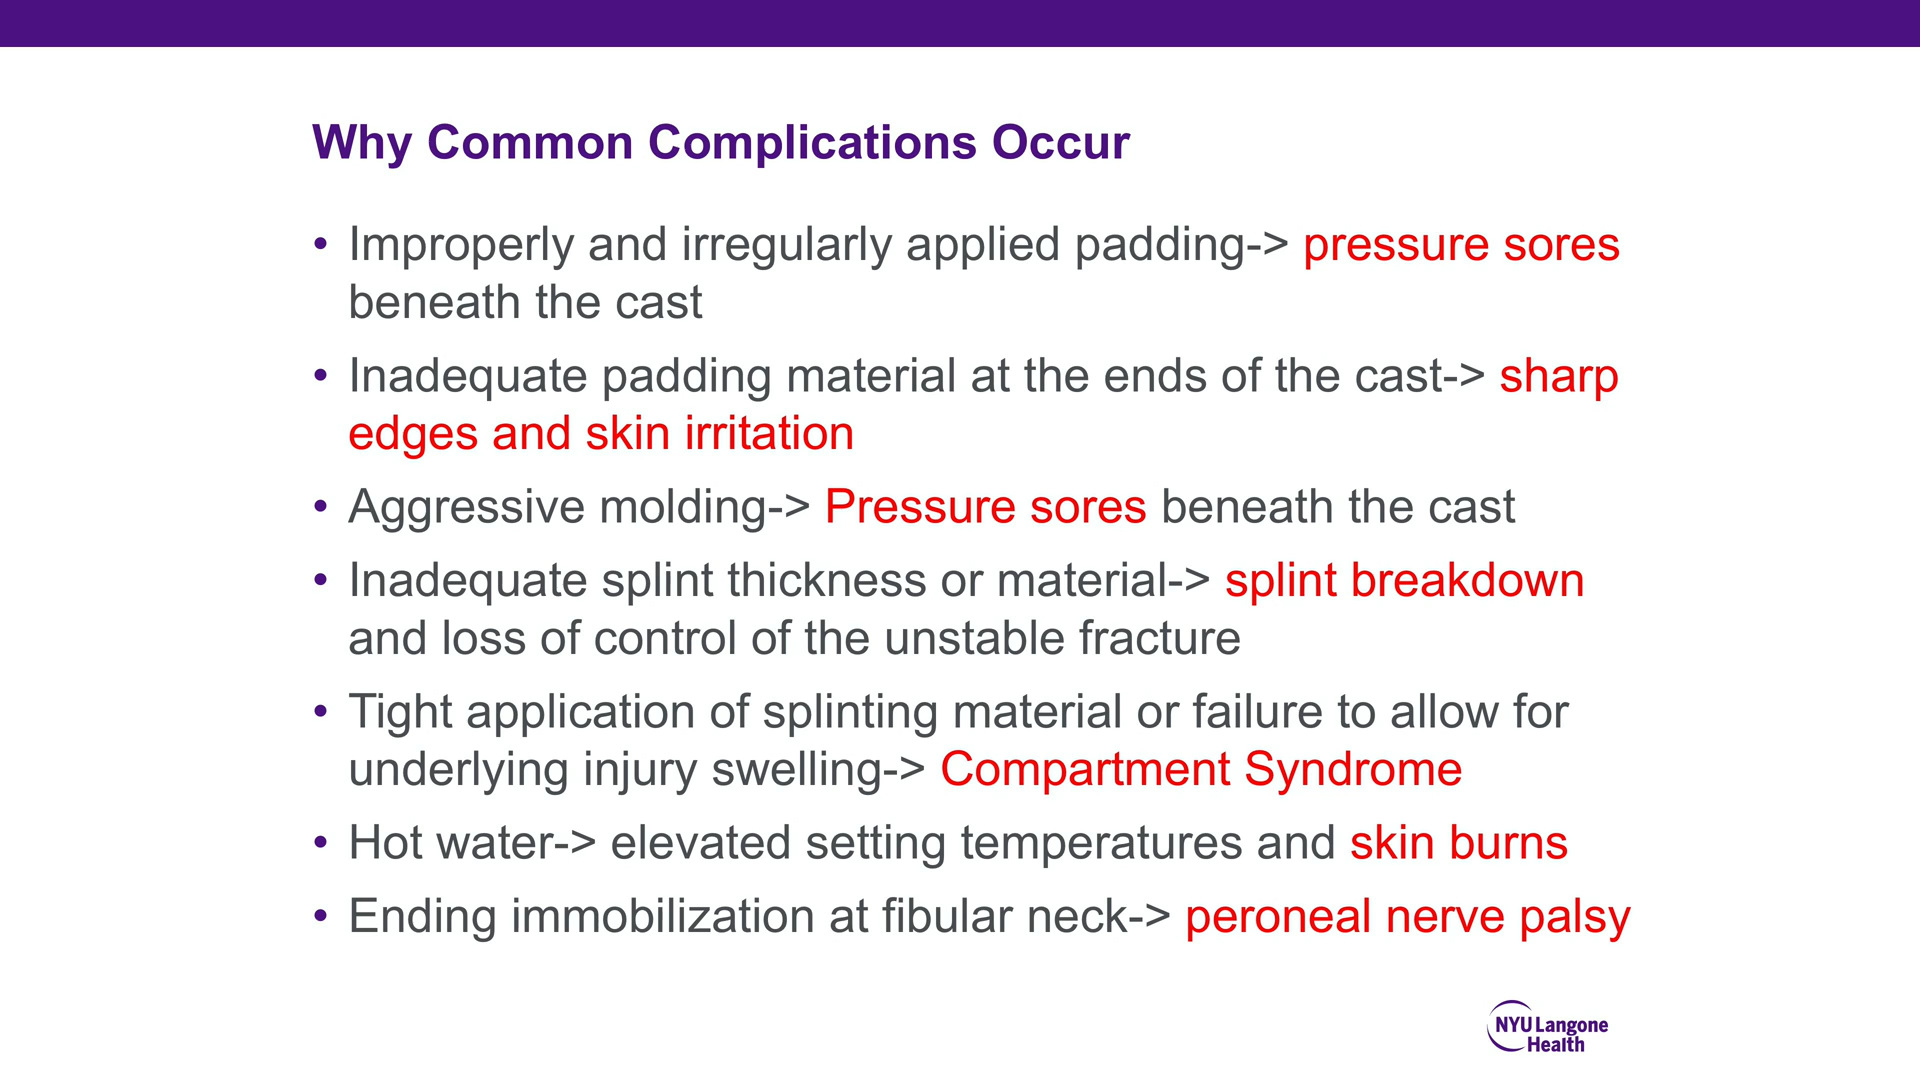 Why Common Complications Occur
• Improperly and irregularly applied padding-> pressure sores
beneath the cast
• Inadequate padding material at the ends of the cast-> sharp
edges and skin irritation
• Aggressive molding-> Pressure sores beneath the cast
• Inadequate splint thickness or material-> splint breakdown
and loss of control of the unstable fracture
• Tight application of splinting material or failure to allow for
underlying injury swelling-> Compartment Syndrome
• Hot water-> elevated setting temperatures and skin burns
• Ending immobilization at fibular neck-> peroneal nerve palsy
NYU Langone
Health